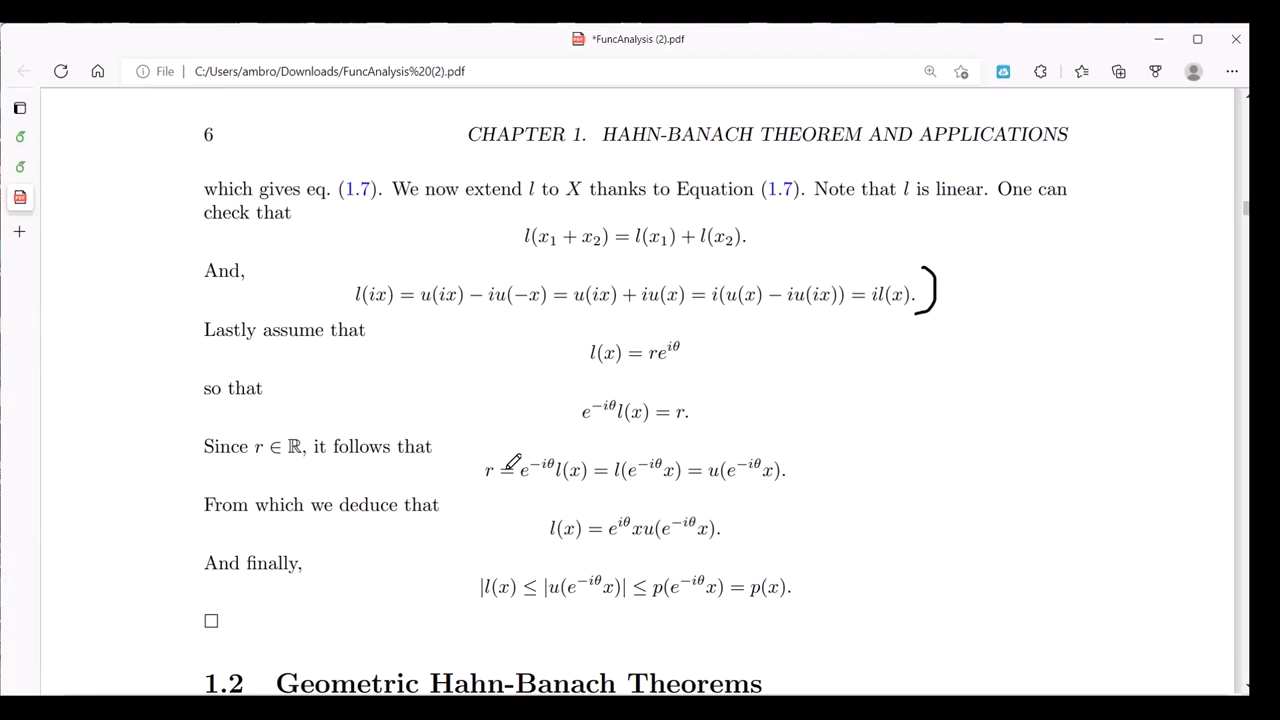 *FuncAnalysis (2).pdf
File | C:/Users/ambro/Downloads/FuncAnalysis%20(2).pdf
6 CHAPTER 1. HAHN-BANACH THEOREM AND APPLICATIONS
which gives eq. (1.7). We now extend l to X thanks to Equation (1.7). Note that l is linear. One can
check that
l(x₁ + x₂) = l(x₁) + l(x₂).
And,
l(ix) = u(ix) − iu(−x) = u(ix) + iu(x) = i(u(x) − iu(ix)) = il(x).
Lastly assume that
l(x) = re^{iθ}
so that
e^{−iθ}l(x) = r.
Since r ∈ ℝ, it follows that
r = e^{−iθ}l(x) = l(e^{−iθ}x) = u(e^{−iθ}x).
From which we deduce that
l(x) = e^{iθ}xu(e^{−iθ}x).
And finally,
|l(x) ≤ |u(e^{−iθ}x)| ≤ p(e^{−iθ}x) = p(x).
□
1.2 Geometric Hahn-Banach Theorems